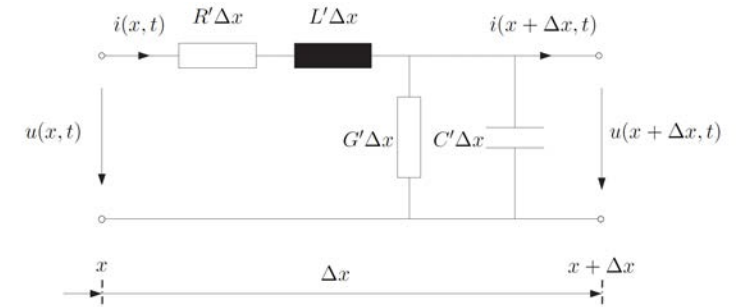 i(x, t) R′Δx L′Δx i(x + Δx, t)
u(x, t) G′Δx C′Δx u(x + Δx, t)
x Δx x + Δx